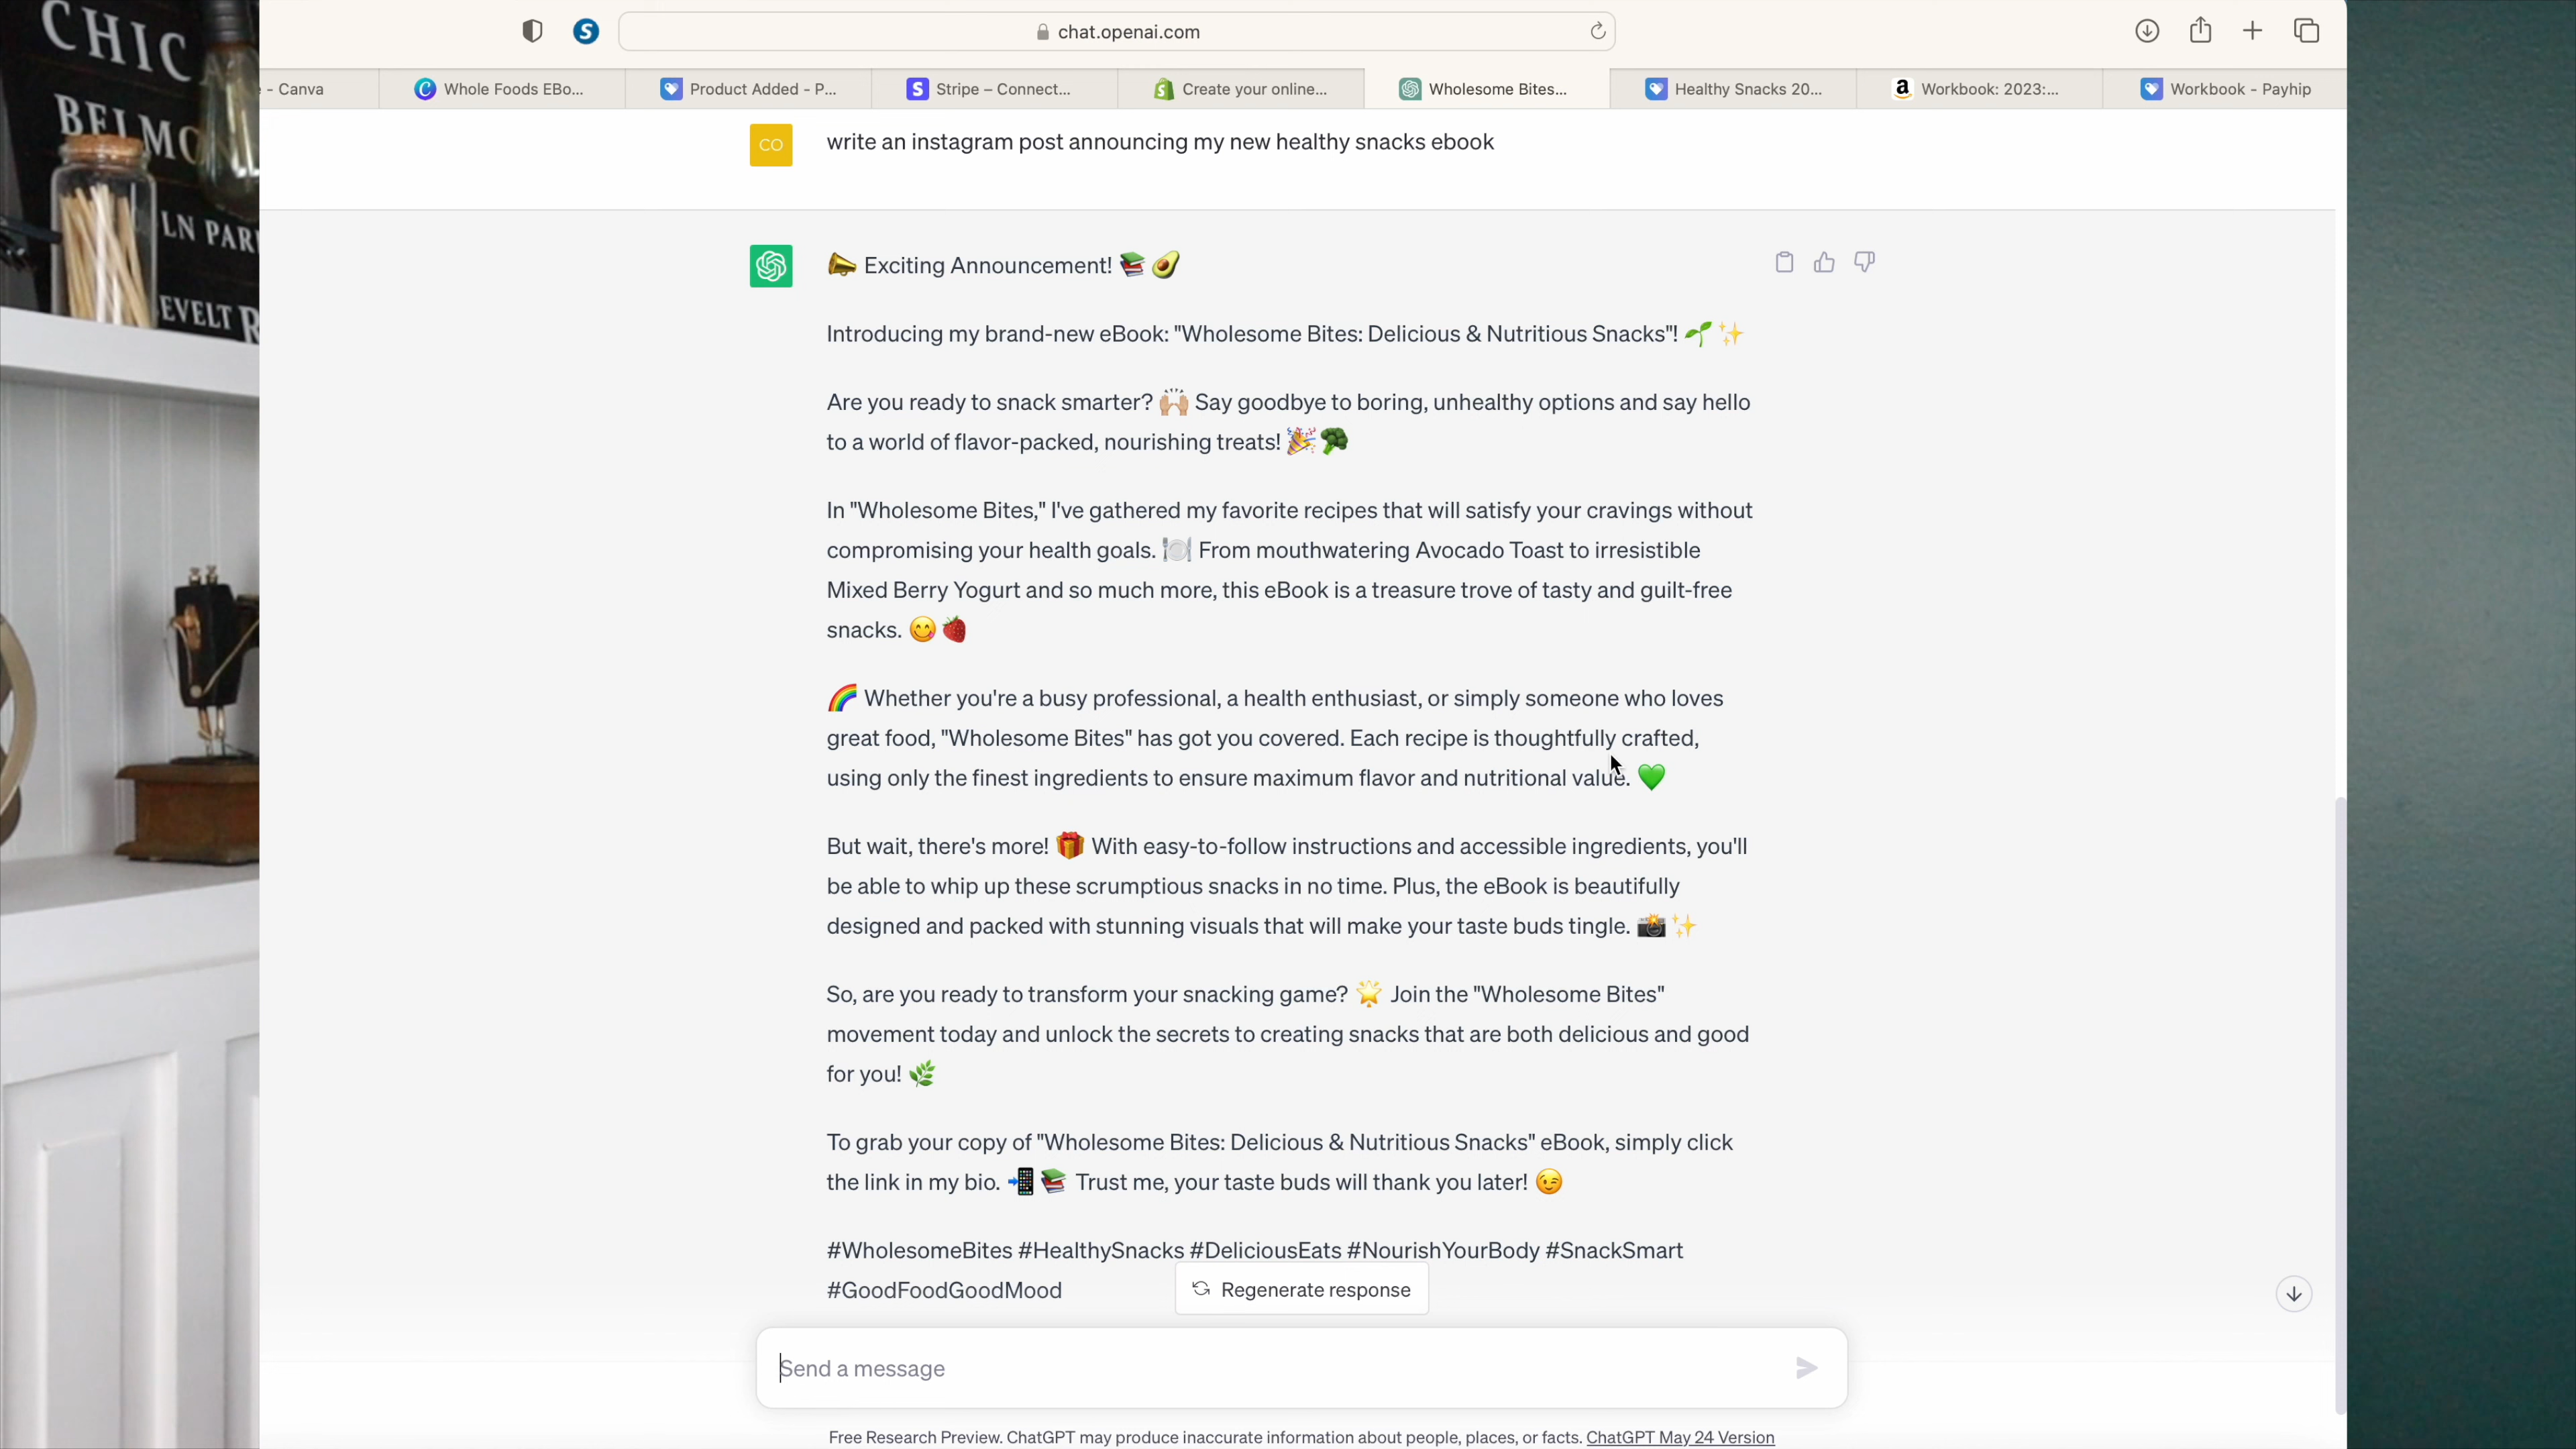 CHIC
BELMO
LN PAR
EVELT R
chat.openai.com
e - Canva
Whole Foods EBo...
Product Added - P...
Stripe – Connect...
Create your online...
Wholesome Bites...
Healthy Snacks 20...
Workbook: 2023:...
Workbook - Payhip
CO
write an instagram post announcing my new healthy snacks ebook
📣 Exciting Announcement! 📚🥑
Introducing my brand-new eBook: "Wholesome Bites: Delicious & Nutritious Snacks"! 🌱✨
Are you ready to snack smarter? 🙌🏼 Say goodbye to boring, unhealthy options and say hello
to a world of flavor-packed, nourishing treats! 🎉🥦
In "Wholesome Bites," I've gathered my favorite recipes that will satisfy your cravings without
compromising your health goals. 🍽️ From mouthwatering Avocado Toast to irresistible
Mixed Berry Yogurt and so much more, this eBook is a treasure trove of tasty and guilt-free
snacks. 😋🍓
🌈 Whether you're a busy professional, a health enthusiast, or simply someone who loves
great food, "Wholesome Bites" has got you covered. Each recipe is thoughtfully crafted,
using only the finest ingredients to ensure maximum flavor and nutritional value. 💚
But wait, there's more! 🎁 With easy-to-follow instructions and accessible ingredients, you'll
be able to whip up these scrumptious snacks in no time. Plus, the eBook is beautifully
designed and packed with stunning visuals that will make your taste buds tingle. 📸✨
So, are you ready to transform your snacking game? 🌟 Join the "Wholesome Bites"
movement today and unlock the secrets to creating snacks that are both delicious and good
for you! 🌿
To grab your copy of "Wholesome Bites: Delicious & Nutritious Snacks" eBook, simply click
the link in my bio. 📲📚 Trust me, your taste buds will thank you later! 😉
#WholesomeBites #HealthySnacks #DeliciousEats #NourishYourBody #SnackSmart
#GoodFoodGoodMood
Regenerate response
Send a message
Free Research Preview. ChatGPT may produce inaccurate information about people, places, or facts. ChatGPT May 24 Version